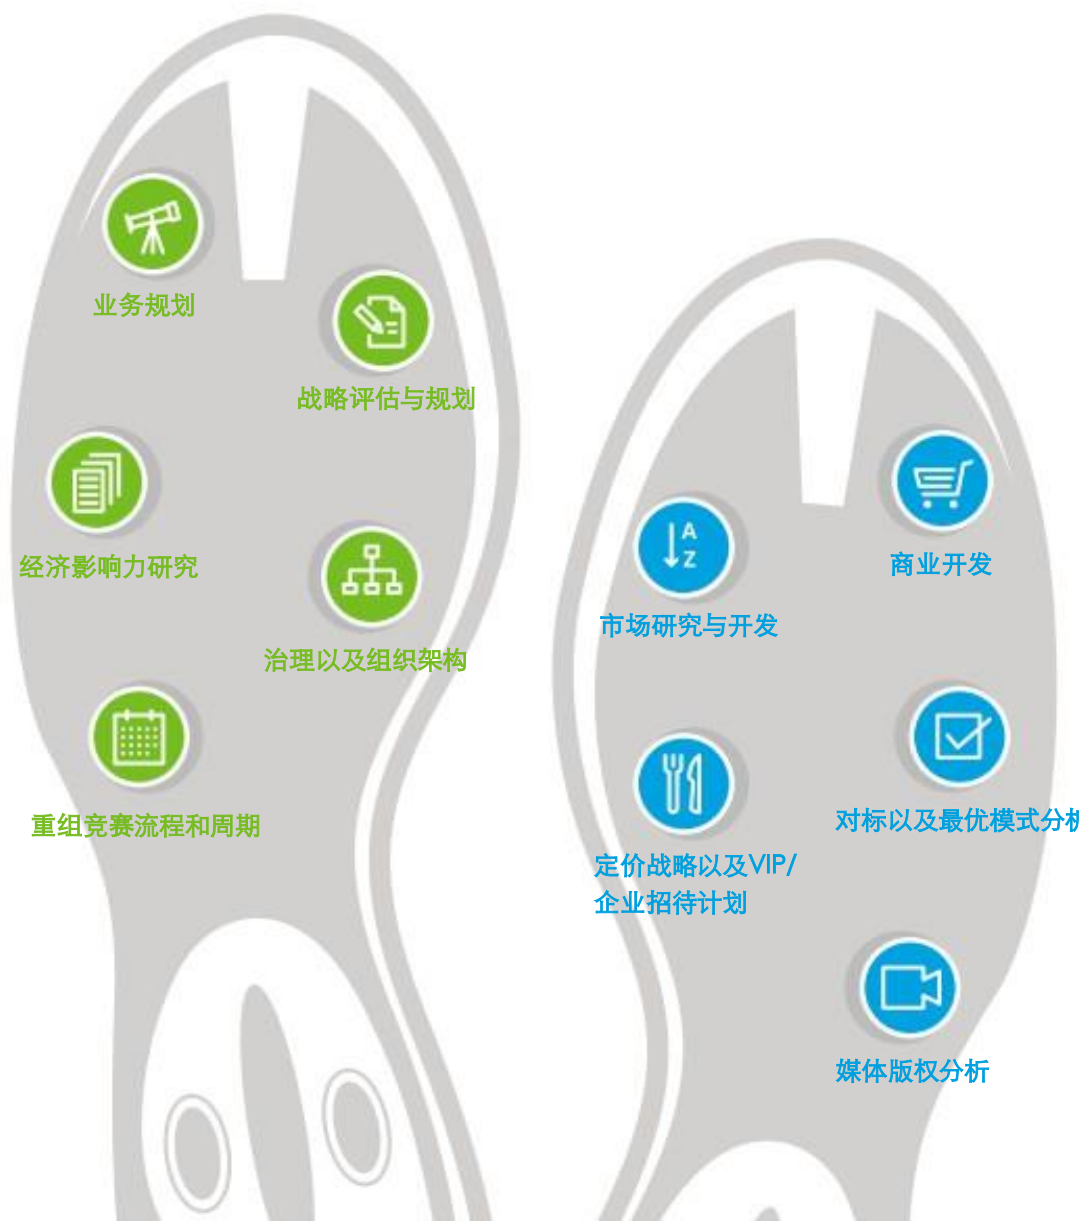 业务规划
战略评估与规划
经济影响力研究
治理以及组织架构
重组竞赛流程和周期
A
Z
商业开发
市场研究与开发
对标以及最优模式分析
定价战略以及VIP/
企业招待计划
媒体版权分析